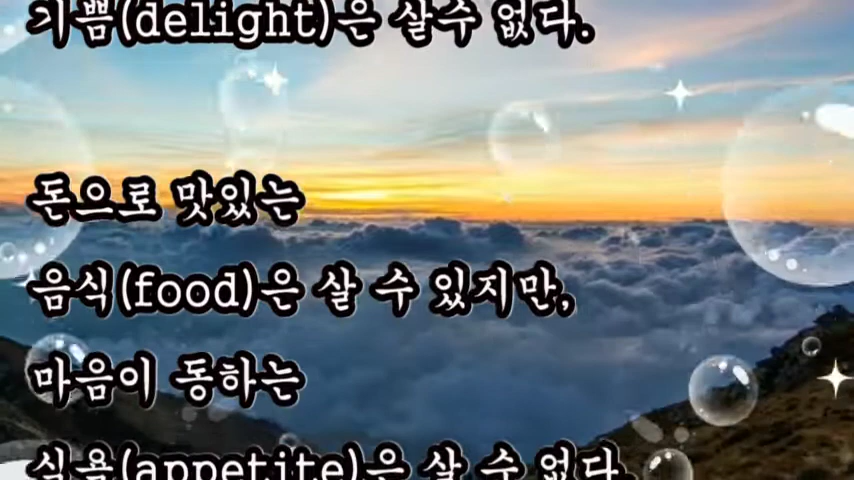 기쁨(delight)은 살수 없다.
돈으로 맛있는
음식(food)은 살 수 있지만,
마음이 동하는
식욕(appetite)은 살 수 없다.